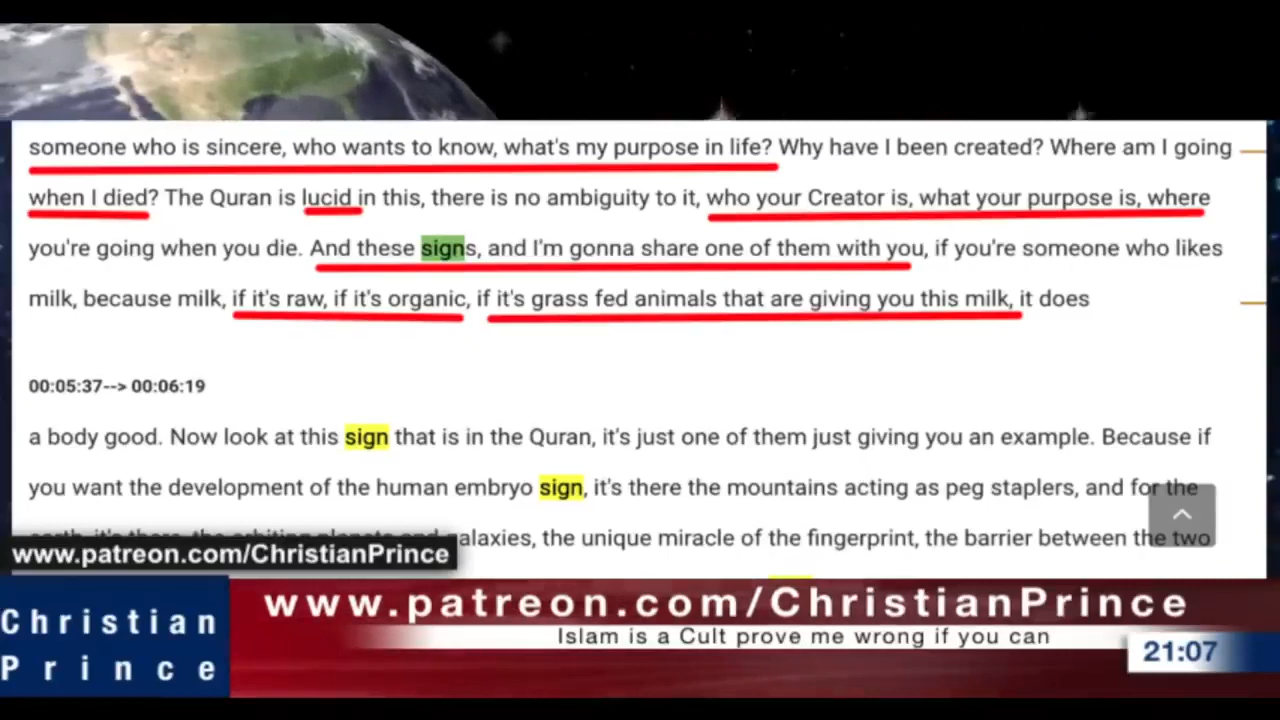 someone who is sincere, who wants to know, what's my purpose in life? Why have I been created? Where am I going
when I died? The Quran is lucid in this, there is no ambiguity to it, who your Creator is, what your purpose is, where
you're going when you die. And these signs, and I'm gonna share one of them with you, if you're someone who likes
milk, because milk, if it's raw, if it's organic, if it's grass fed animals that are giving you this milk, it does
00:05:37--> 00:06:19
a body good. Now look at this sign that is in the Quran, it's just one of them just giving you an example. Because if
you want the development of the human embryo sign, it's there the mountains acting as peg staplers, and for the
earth, it's there, the orbiting planets and galaxies, the unique miracle of the fingerprint, the barrier between the two
www.patreon.com/ChristianPrince
www.patreon.com/ChristianPrince
Christian
Prince
Islam is a Cult prove me wrong if you can
21:07